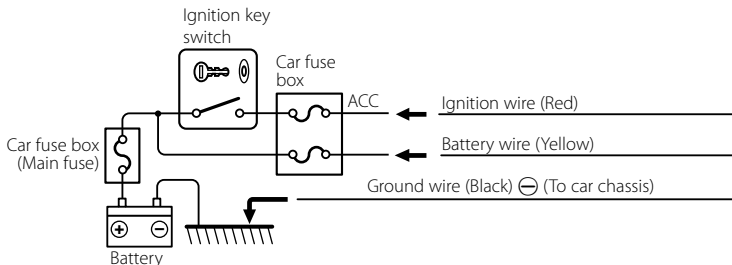 Ignition key
switch
Car fuse
box
ACC
Ignition wire (Red)
Car fuse box
(Main fuse)
Battery wire (Yellow)
Ground wire (Black) ⊖ (To car chassis)
⊕ ⊖
Battery